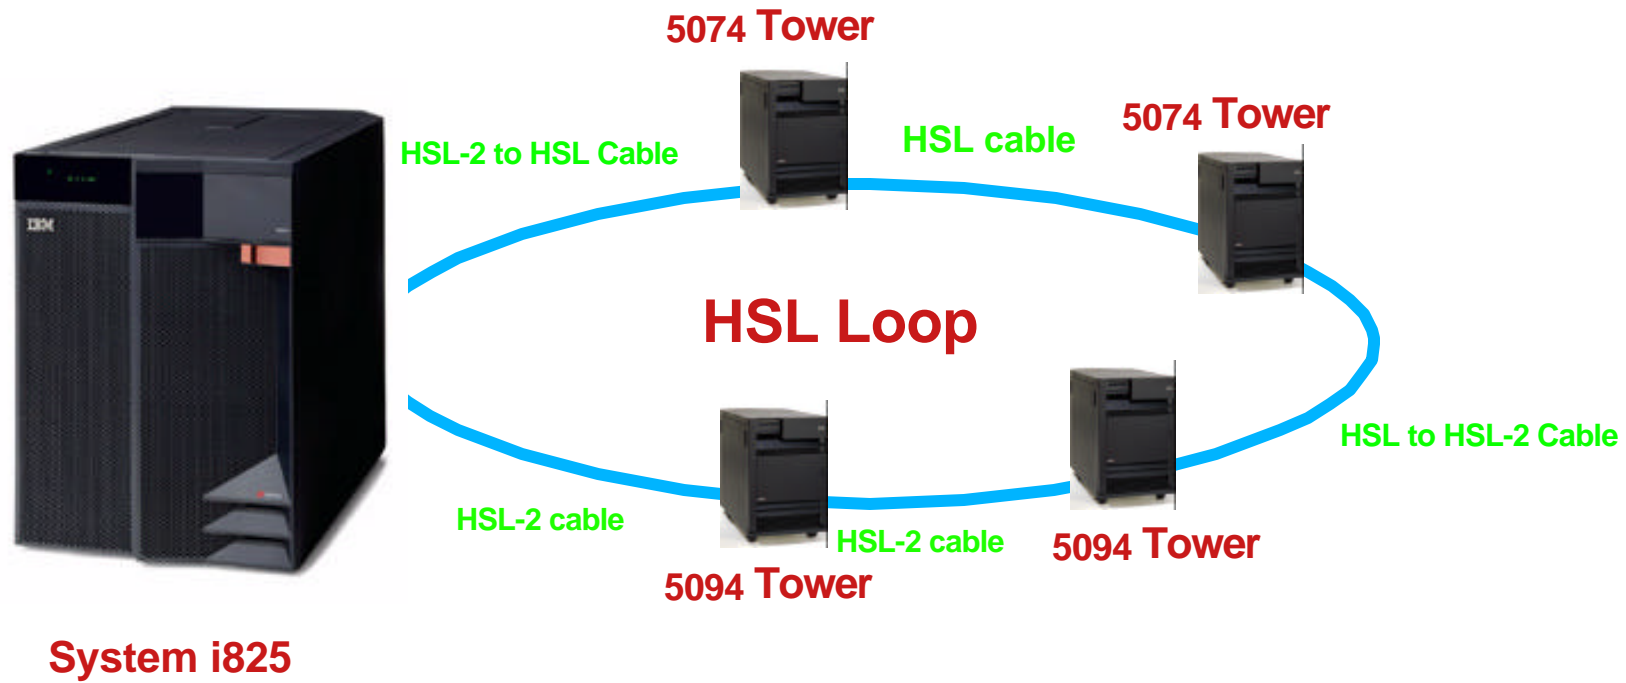 5074 Tower
5074 Tower
HSL cable
HSL-2 to HSL Cable
IBM
HSL Loop
HSL to HSL-2 Cable
HSL-2 cable
HSL-2 cable
5094 Tower
5094 Tower
System i825